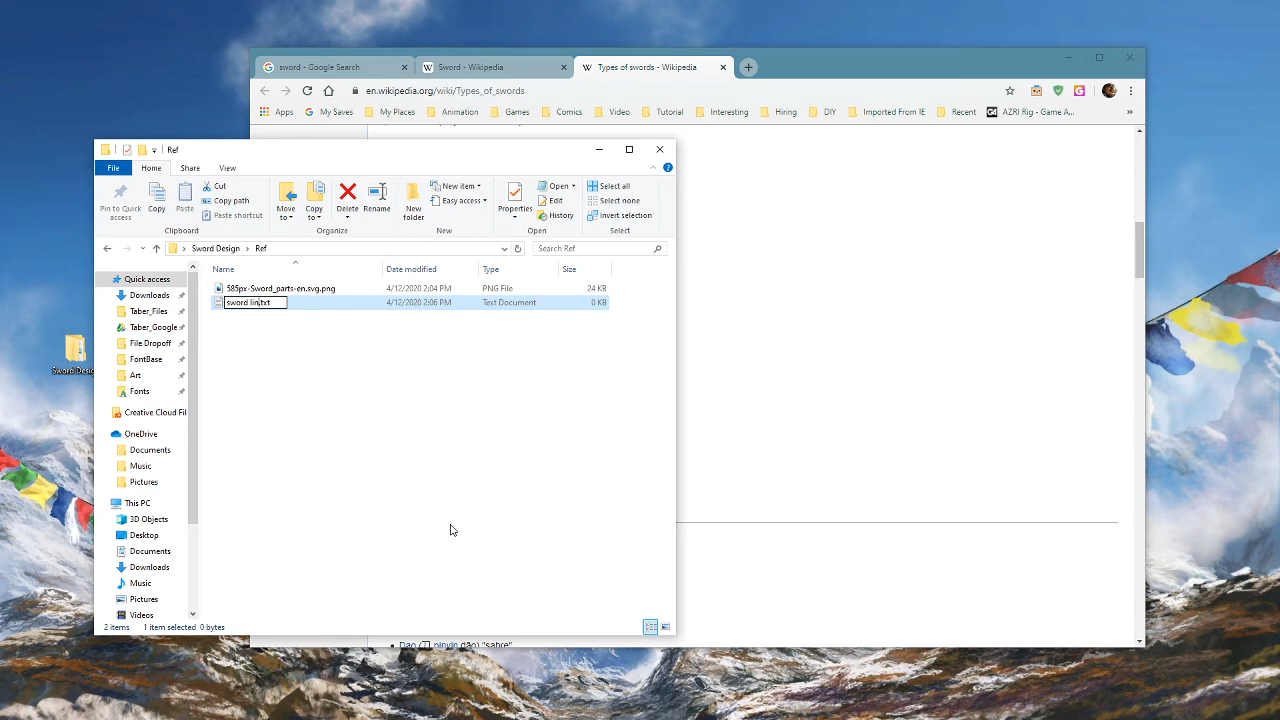 sword - Google Search
Sword - Wikipedia
Types of swords - Wikipedia
en.wikipedia.org/wiki/Types_of_swords
Apps
My Saves
My Places
Animation
Games
Comics
Video
Tutorial
Interesting
Hiring
DIY
Imported From IE
Recent
AZRI Rig - Game A...
Ref
File
Home
Share
View
Pin to Quick access
Copy
Paste
Cut
Copy path
Paste shortcut
Move to
Copy to
Delete
Rename
New folder
New item
Easy access
Properties
Open
Edit
History
Select all
Select none
Invert selection
Clipboard
Organize
New
Open
Select
Sword Design
Ref
Search Ref
Name
Date modified
Type
Size
585px-Sword_parts-en.svg.png
4/12/2020 2:04 PM
PNG File
24 KB
sword lin.txt
4/12/2020 2:06 PM
Text Document
0 KB
Quick access
Downloads
Taber_Files
Taber_Google
File Dropoff
FontBase
Art
Fonts
Creative Cloud Fil
OneDrive
Documents
Music
Pictures
This PC
3D Objects
Desktop
Documents
Downloads
Music
Pictures
Videos
2 items
1 item selected 0 bytes
Sword Desig
pinyin dāo) "sabre"